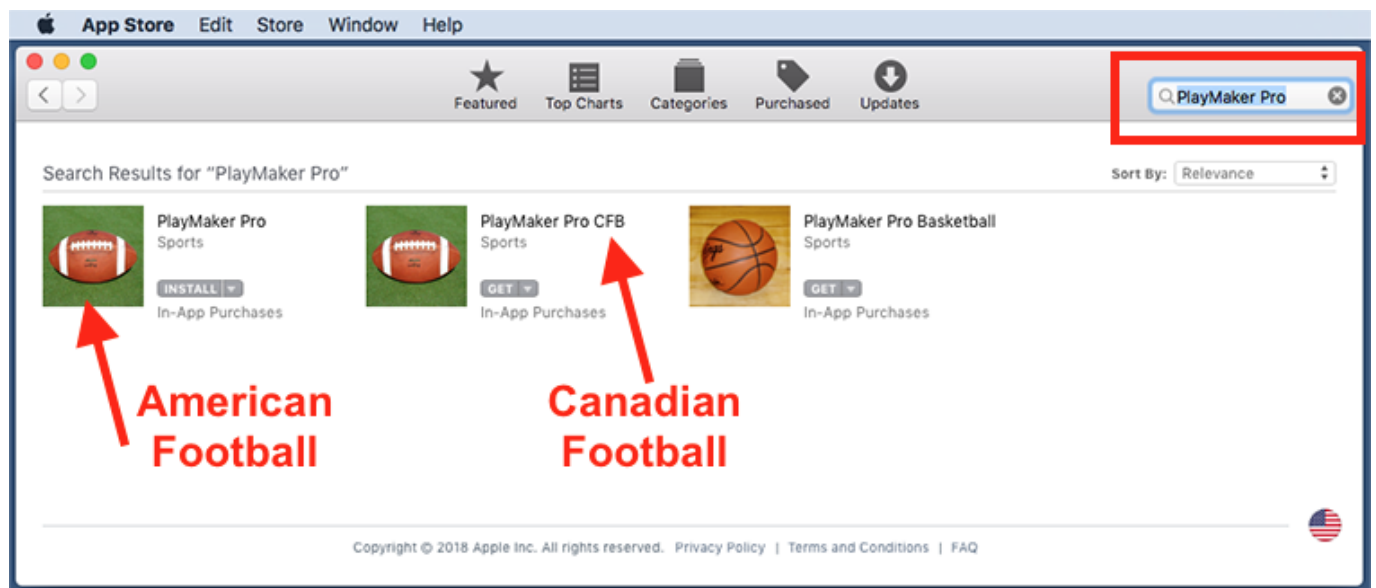 App Store Edit Store Window Help
Featured Top Charts Categories Purchased Updates
PlayMaker Pro
Search Results for “PlayMaker Pro”
Sort By: Relevance
PlayMaker Pro
Sports
INSTALL
In-App Purchases
PlayMaker Pro CFB
Sports
GET
In-App Purchases
PlayMaker Pro Basketball
Sports
GET
In-App Purchases
American
Football
Canadian
Football
Copyright © 2018 Apple Inc. All rights reserved. Privacy Policy | Terms and Conditions | FAQ